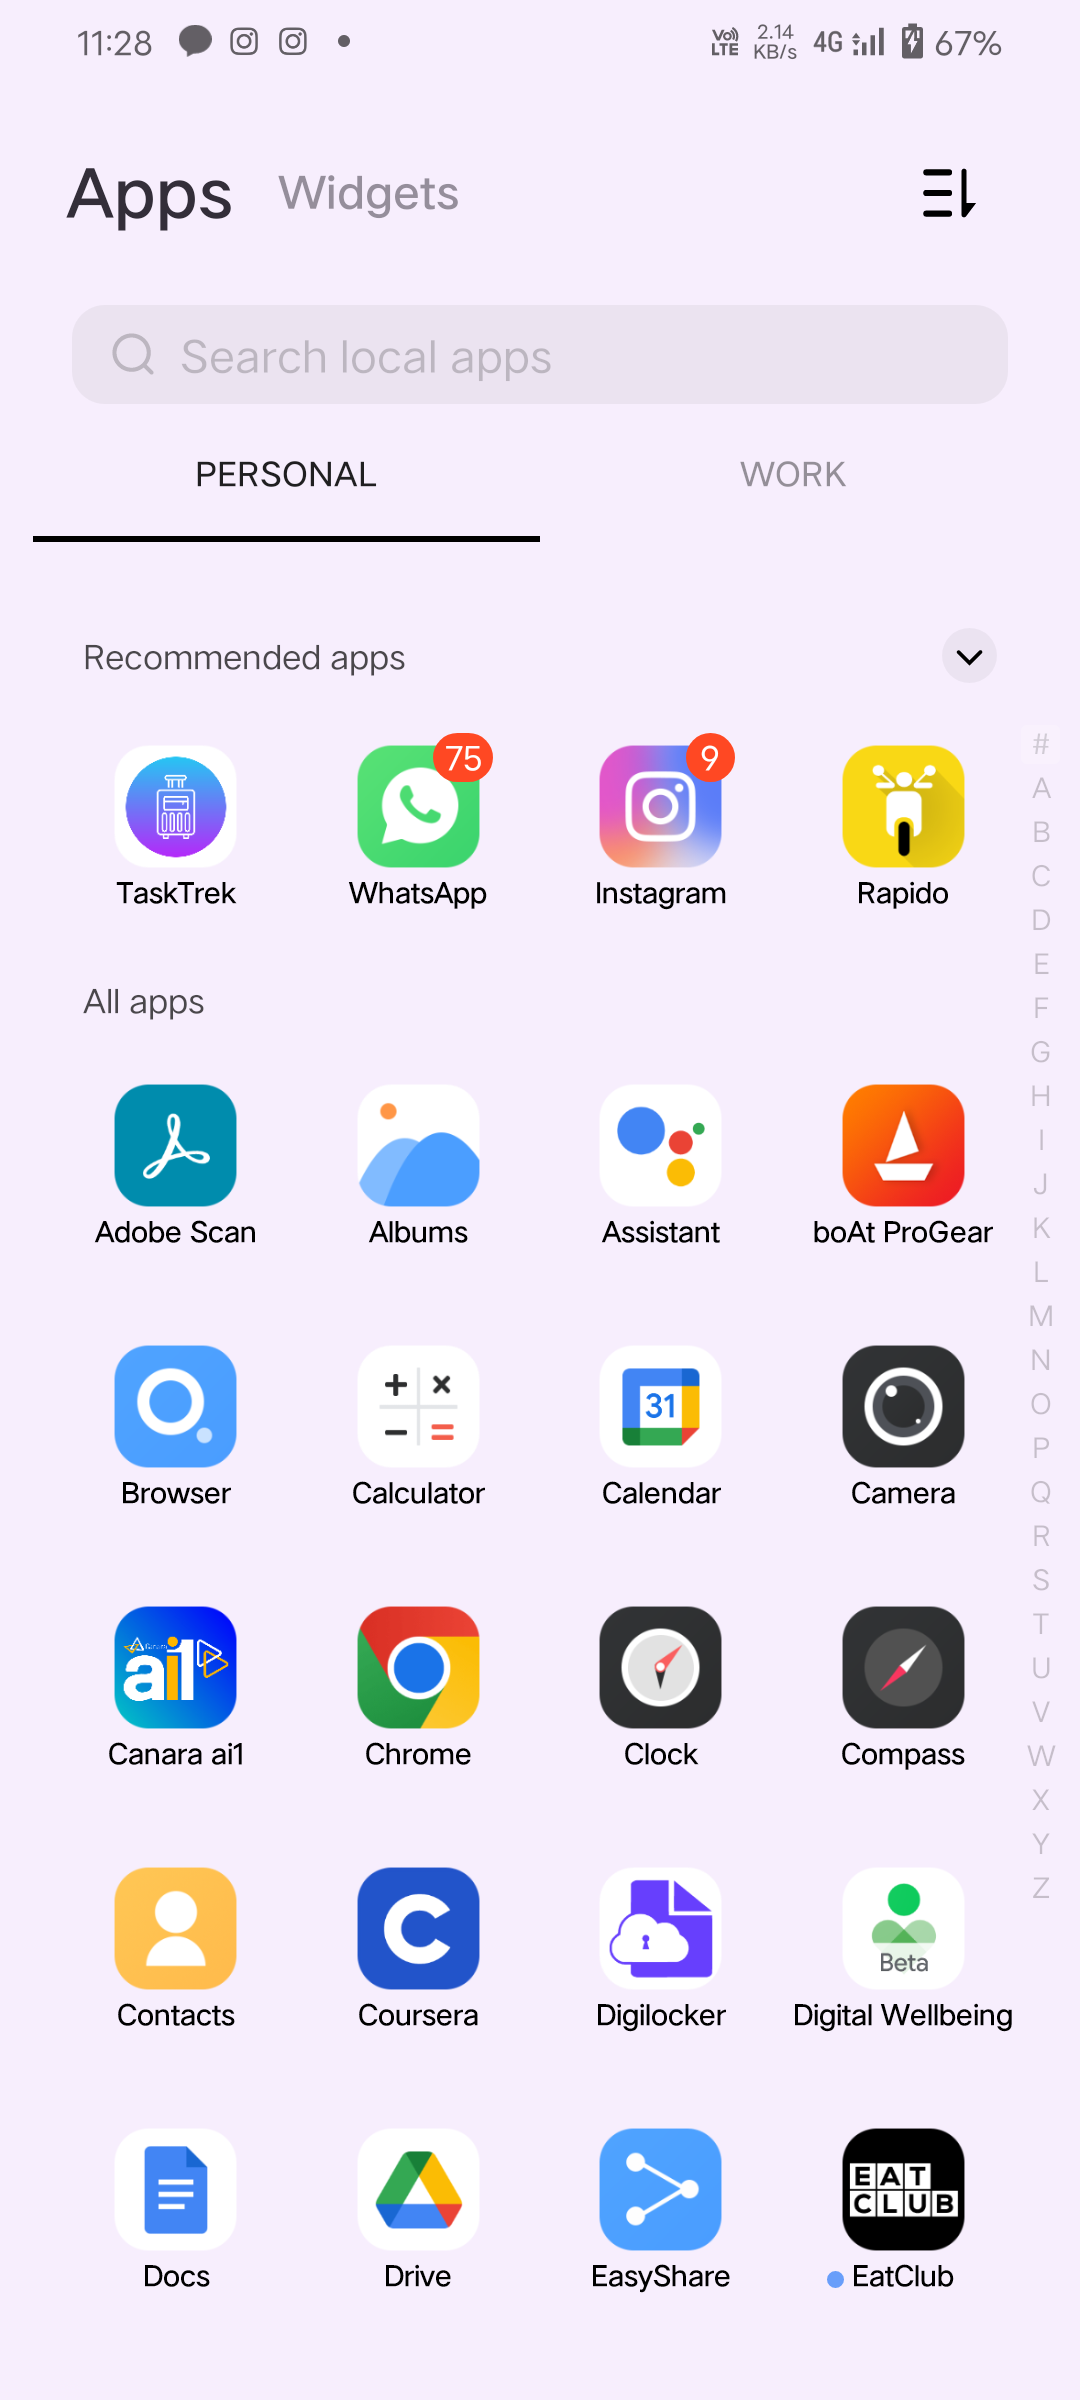 11:28 Vo) LTE 2.14 KB/s 4G 67%
Apps Widgets
Search local apps
PERSONAL WORK
Recommended apps
75 9
TaskTrek WhatsApp Instagram Rapido
All apps
Adobe Scan Albums Assistant boAt ProGear
31
Browser Calculator Calendar Camera
ai1
Canara ai1 Chrome Clock Compass
Beta
Contacts Coursera Digilocker Digital Wellbeing
EAT
CLUB
Docs Drive EasyShare EatClub
#
A
B
C
D
E
F
G
H
I
J
K
L
M
N
O
P
Q
R
S
T
U
V
W
X
Y
Z